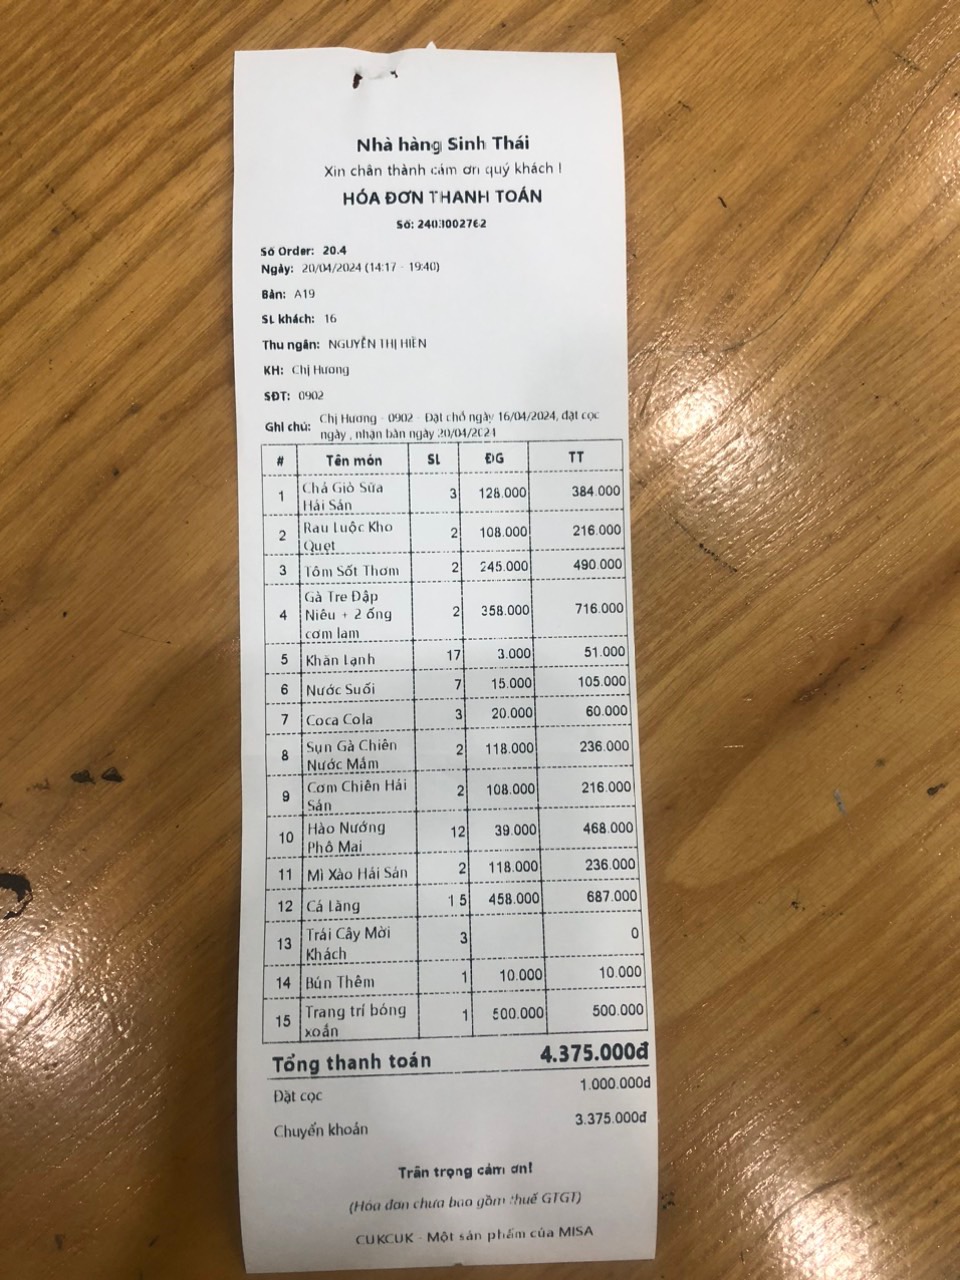 Nhà hàng Sinh Thái
Xin chân thành cám ơn quý khách !
HÓA ĐƠN THANH TOÁN
Số: 2403002762
Số Order: 20.4
Ngày: 20/04/2024 (14:17 - 19:40)
Bàn: A19
SL khách: 16
Thu ngân: NGUYỄN THỊ HIỀN
KH: Chị Hương
SĐT: 0902
Ghi chú: Chị Hương - 0902 - Đặt chỗ ngày 16/04/2024, đặt cọc
ngày , nhận bàn ngày 20/04/2024
# Tên món SL ĐG TT
1 Chả Giò Sữa 3 128.000 384.000
Hải Sản
2 Rau Luộc Kho 2 108.000 216.000
Quẹt
3 Tôm Sốt Thơm 2 245.000 490.000
Gà Tre Đập
4 Niêu + 2 ống 2 358.000 716.000
cơm lam
5 Khăn Lạnh 17 3.000 51.000
6 Nước Suối 7 15.000 105.000
7 Coca Cola 3 20.000 60.000
8 Sụn Gà Chiên 2 118.000 236.000
Nước Mắm
9 Cơm Chiên Hải 2 108.000 216.000
Sản
10 Hào Nướng 12 39.000 468.000
Phô Mai
11 Mì Xào Hải Sản 2 118.000 236.000
12 Cá Lăng 1.5 458.000 687.000
13 Trái Cây Mời 3 0
Khách
14 Bún Thêm 1 10.000 10.000
15 Trang trí bóng 1 500.000 500.000
xoắn
Tổng thanh toán 4.375.000đ
Đặt cọc 1.000.000đ
Chuyển khoản 3.375.000đ
Trân trọng cảm ơn!
(Hóa đơn chưa bao gồm thuế GTGT)
CUKCUK - Một sản phẩm của MISA